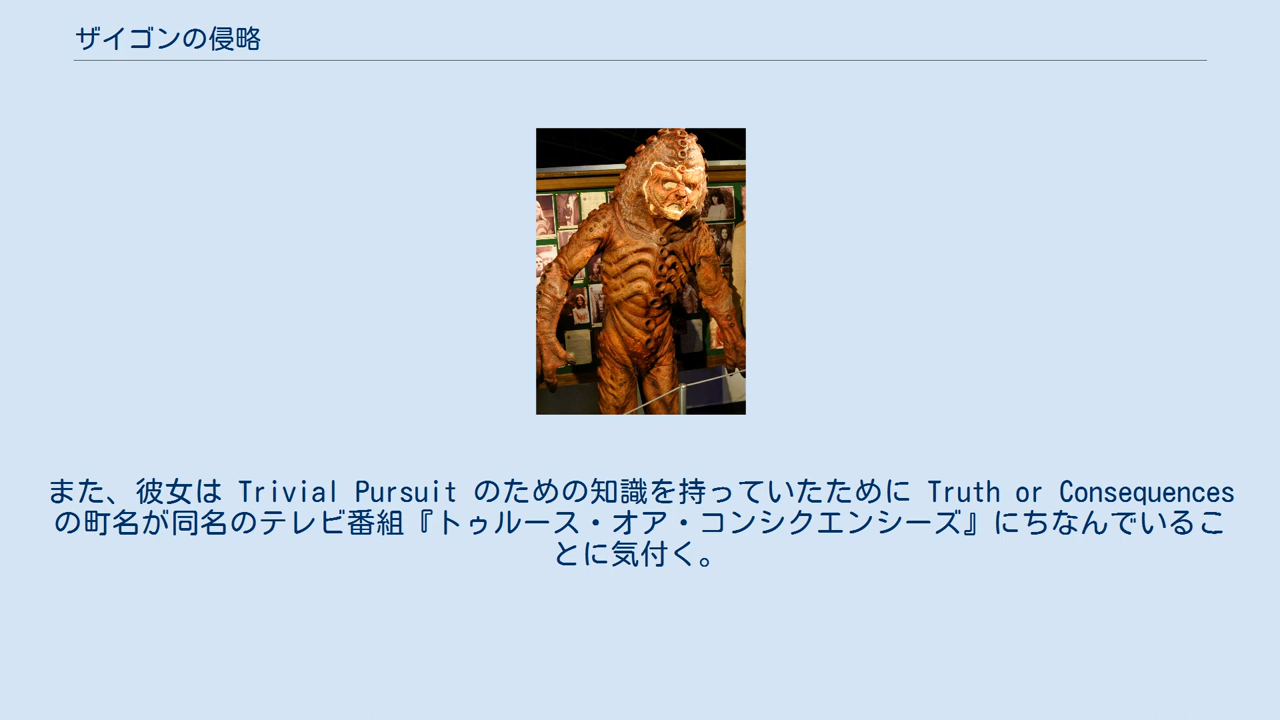 ザイゴンの侵略
また、彼女は Trivial Pursuit のための知識を持っていたために Truth or Consequences
の町名が同名のテレビ番組『トゥルース・オア・コンシクエンシーズ』にちなんでいるこ
とに気付く。